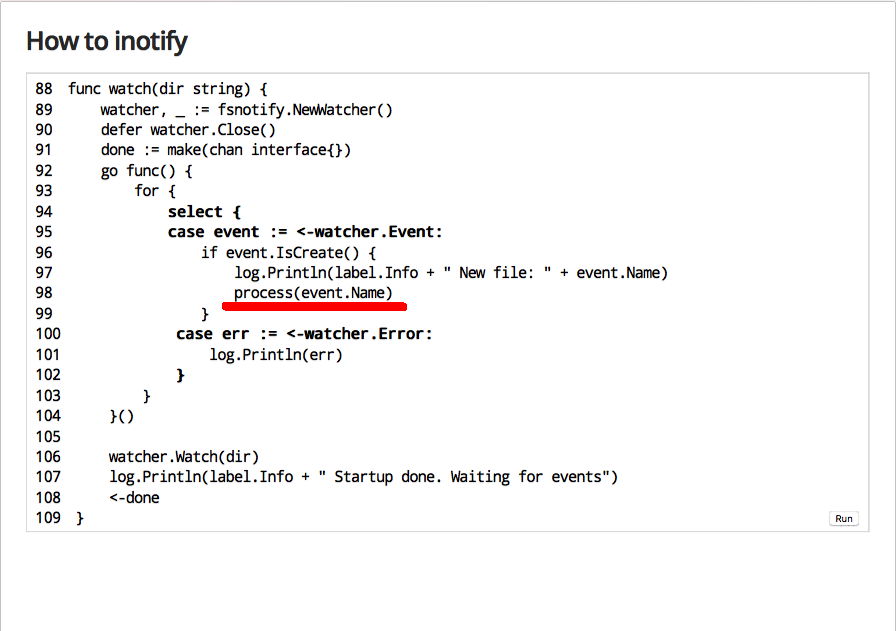 How to inotify
88 func watch(dir string) {
89 watcher, _ := fsnotify.NewWatcher()
90 defer watcher.Close()
91 done := make(chan interface{})
92 go func() {
93 for {
94 select {
95 case event := <-watcher.Event:
96 if event.IsCreate() {
97 log.Println(label.Info + " New file: " + event.Name)
98 process(event.Name)
99 }
100 case err := <-watcher.Error:
101 log.Println(err)
102 }
103 }
104 }()
105
106 watcher.Watch(dir)
107 log.Println(label.Info + " Startup done. Waiting for events")
108 <-done
109 }
Run